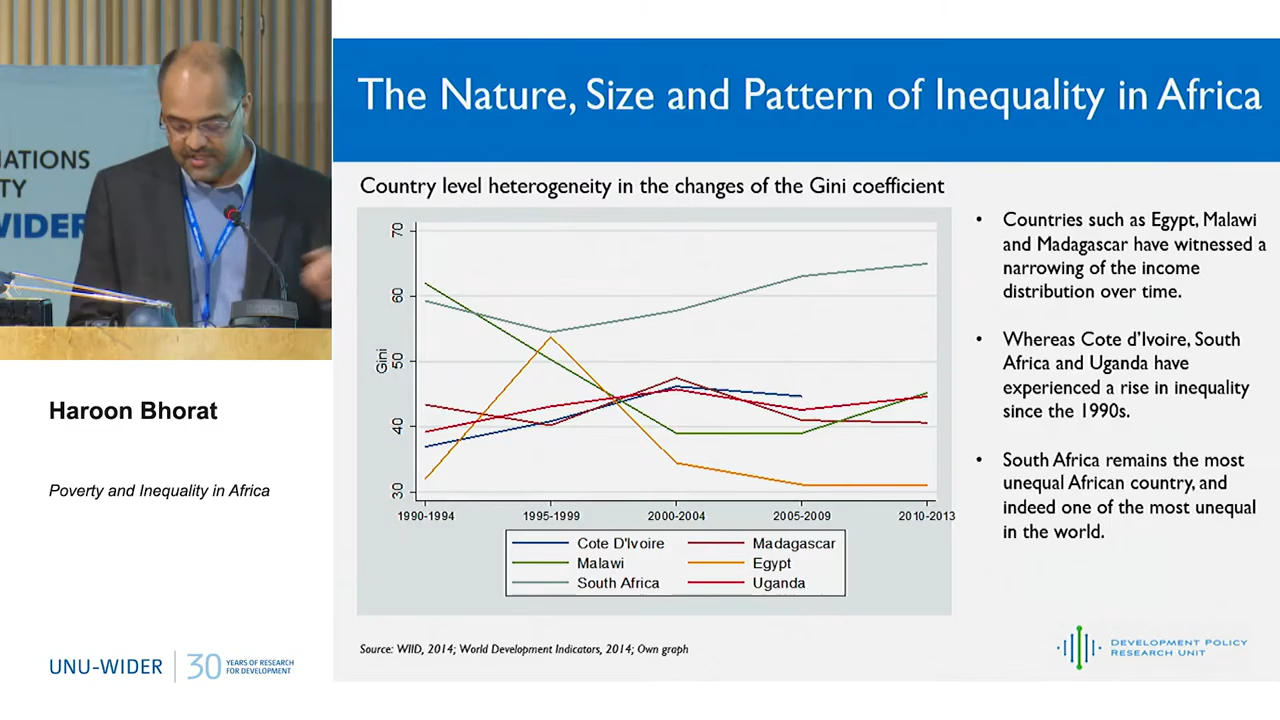 NATIONS
TY
WIDER
The Nature, Size and Pattern of Inequality in Africa
Country level heterogeneity in the changes of the Gini coefficient
Gini
70
60
50
40
30
1990-1994 1995-1999 2000-2004 2005-2009 2010-2013
Cote D'Ivoire Madagascar
Malawi Egypt
South Africa Uganda
Source: WIID, 2014; World Development Indicators, 2014; Own graph
• Countries such as Egypt, Malawi
and Madagascar have witnessed a
narrowing of the income
distribution over time.
• Whereas Cote d'Ivoire, South
Africa and Uganda have
experienced a rise in inequality
since the 1990s.
• South Africa remains the most
unequal African country, and
indeed one of the most unequal
in the world.
DEVELOPMENT POLICY
RESEARCH UNIT
Haroon Bhorat
Poverty and Inequality in Africa
UNU-WIDER
30 YEARS OF RESEARCH
FOR DEVELOPMENT